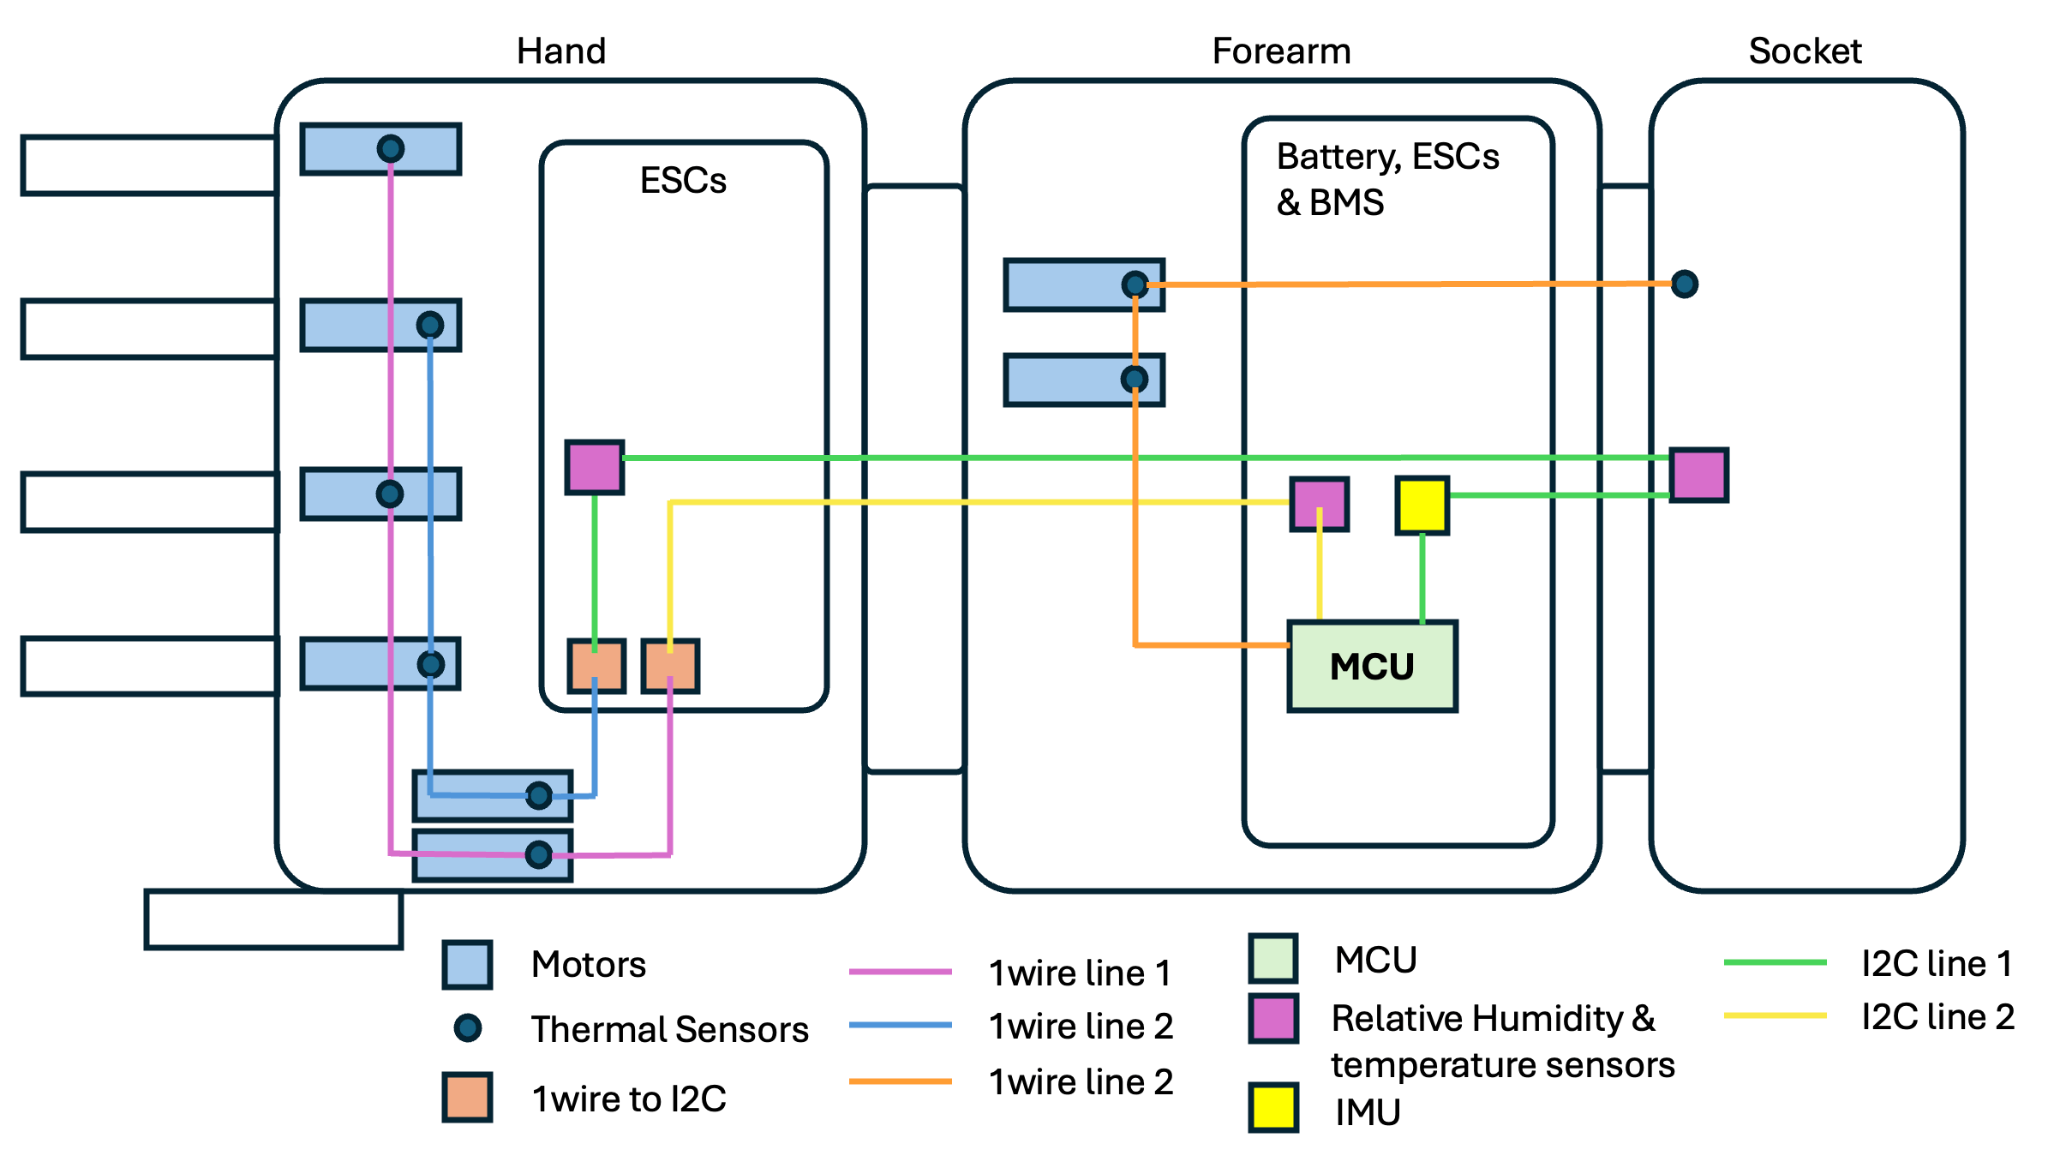 Hand
Forearm
Socket
ESCs
Battery, ESCs
& BMS
MCU
Motors
Thermal Sensors
1wire to I2C
1wire line 1
1wire line 2
1wire line 2
MCU
Relative Humidity &
temperature sensors
IMU
I2C line 1
I2C line 2